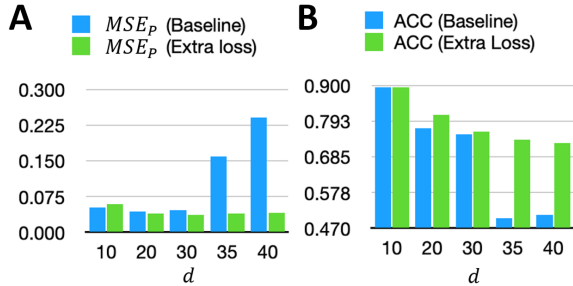 A
MSE_P (Baseline)
MSE_P (Extra loss)
0.300
0.225
0.150
0.075
0.000
10 20 30 35 40
d
B
ACC (Baseline)
ACC (Extra Loss)
0.900
0.793
0.685
0.578
0.470
10 20 30 35 40
d